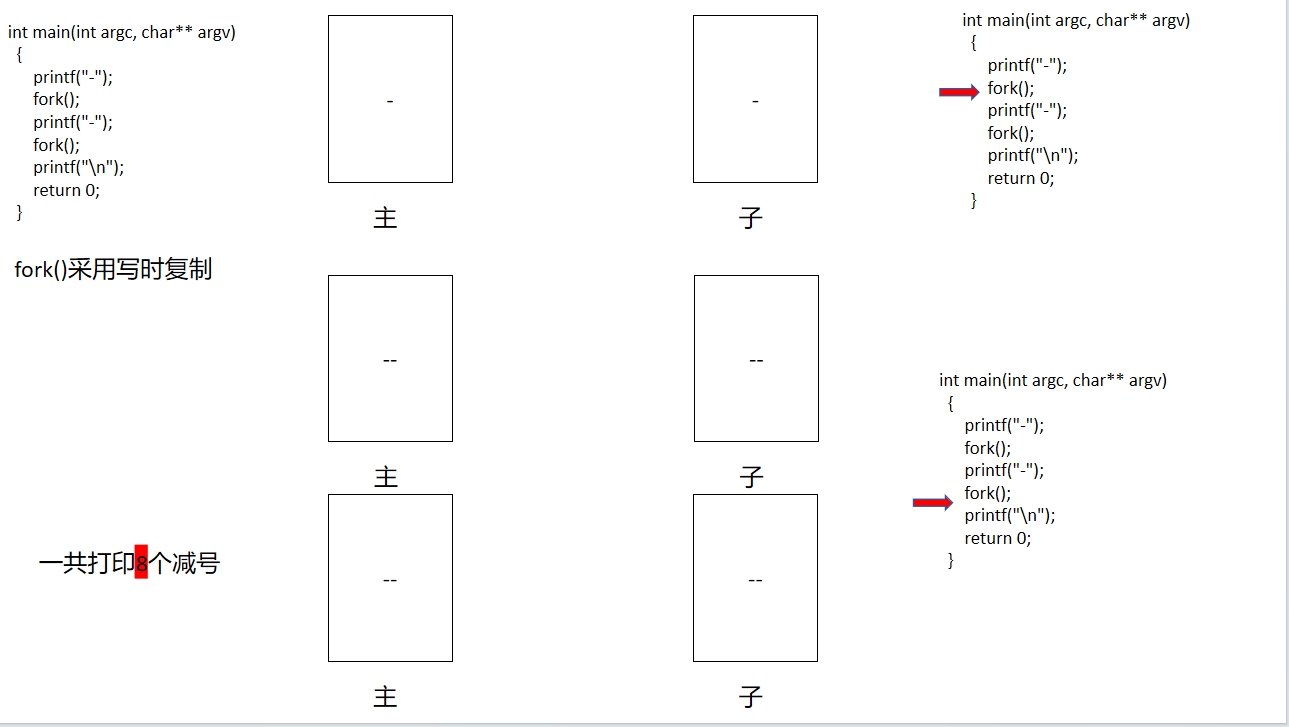 int main(int argc, char** argv)
{
printf("-");
fork();
printf("-");
fork();
printf("\n");
return 0;
}
-
主
-
子
int main(int argc, char** argv)
{
printf("-");
fork();
printf("-");
fork();
printf("\n");
return 0;
}
fork()采用写时复制
--
主
--
子
int main(int argc, char** argv)
{
printf("-");
fork();
printf("-");
fork();
printf("\n");
return 0;
}
一共打印8个减号
--
主
--
子